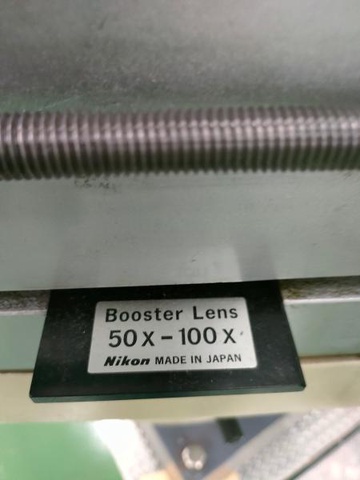 Booster Lens
50X-100X
Nikon MADE IN JAPAN